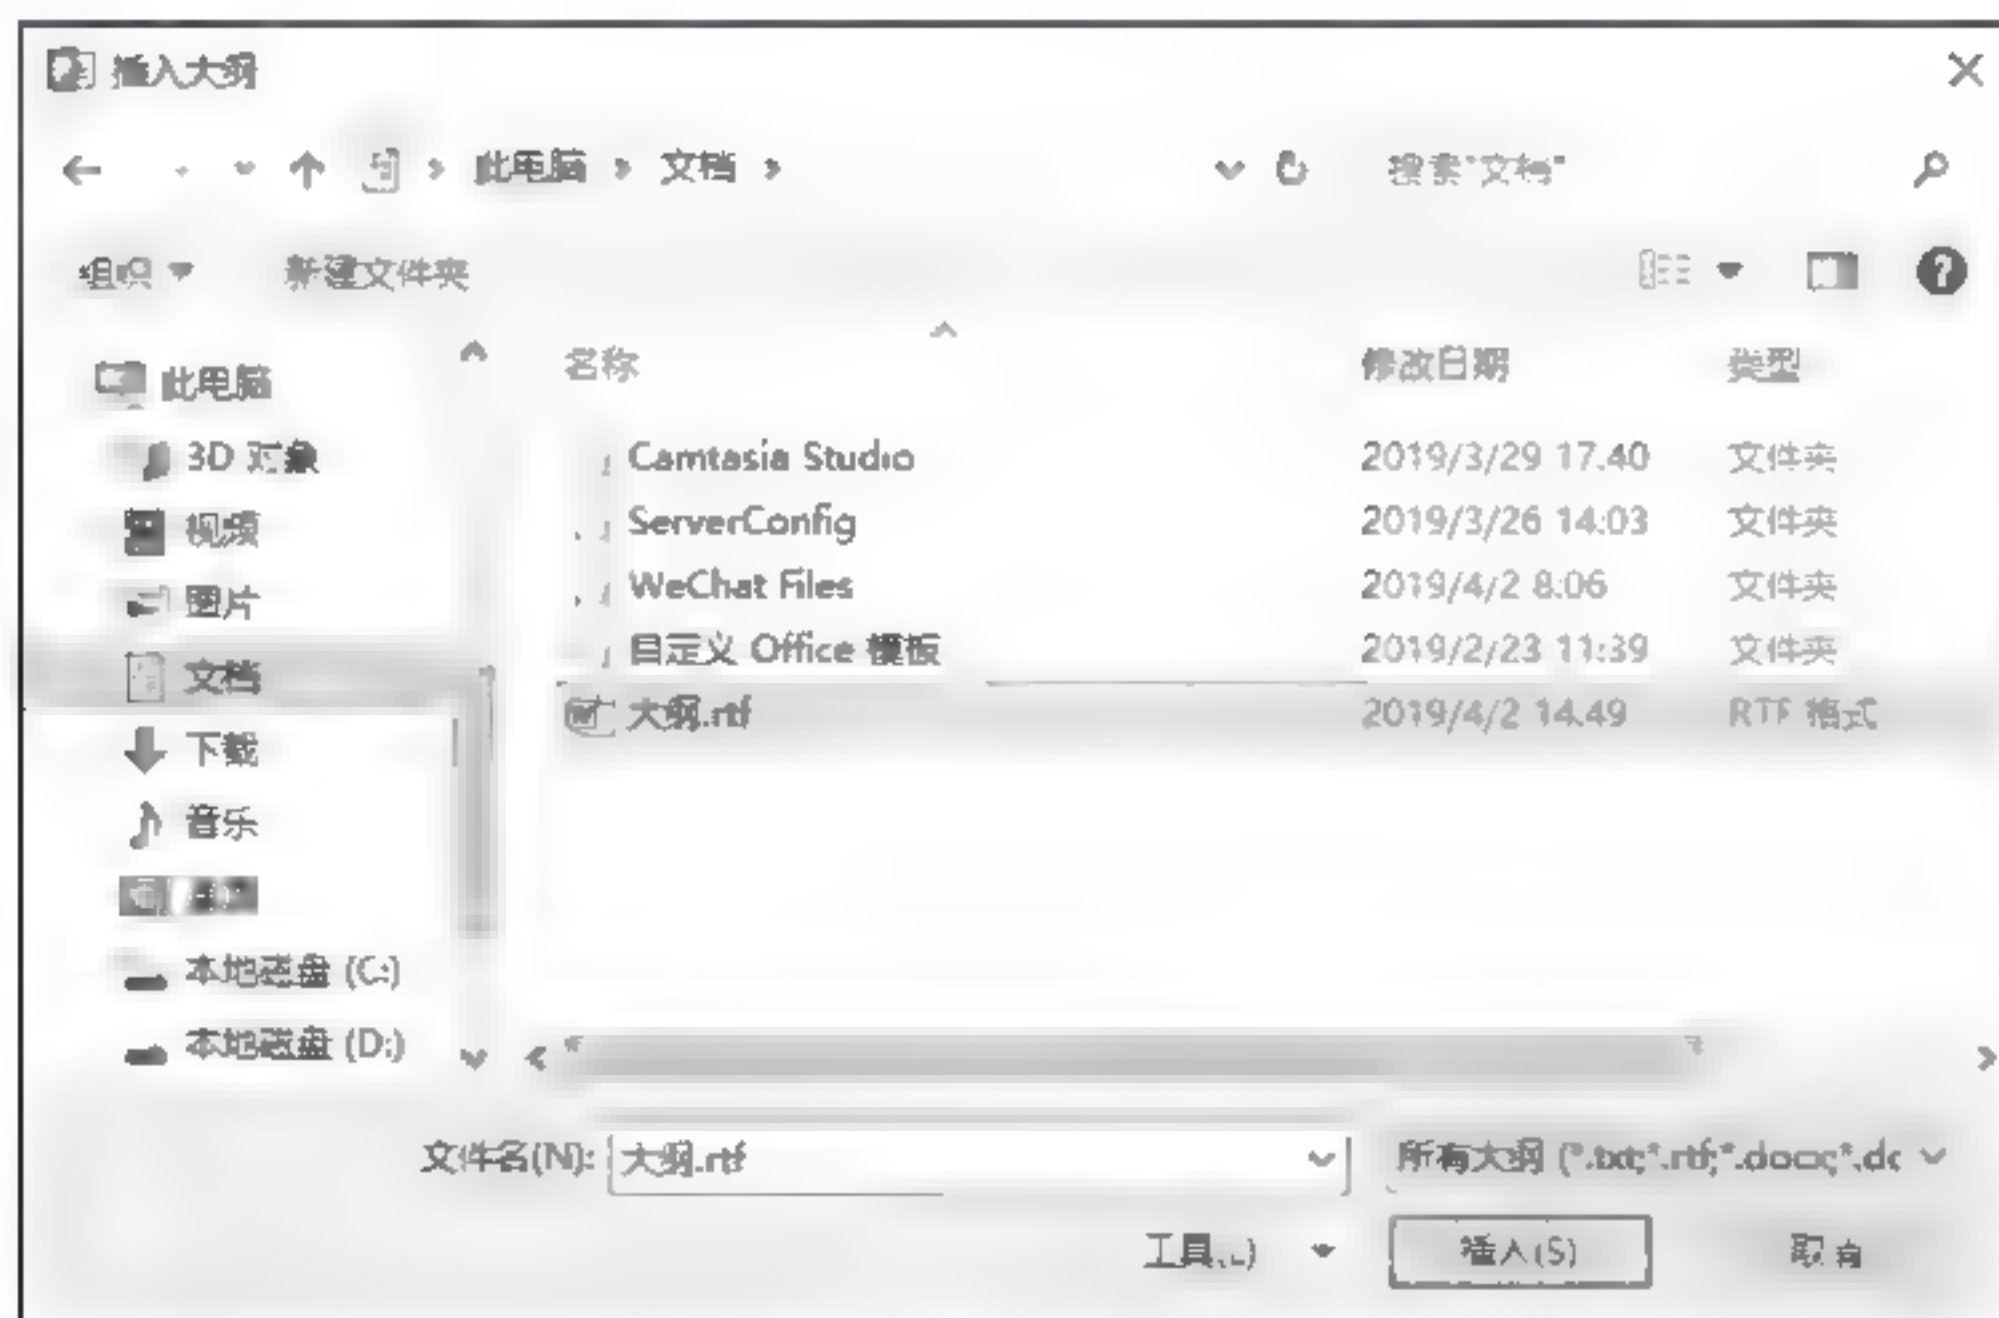 插入大纲
此电脑 文档 搜索"文档"
组织 新建文件夹
名称 修改日期 类型
此电脑
3D 对象
视频
图片
文档
下载
音乐
本地磁盘 (C:)
本地磁盘 (D:)
Camtasia Studio 2019/3/29 17:40 文件夹
ServerConfig 2019/3/26 14:03 文件夹
WeChat Files 2019/4/2 8:06 文件夹
自定义 Office 模板 2019/2/23 11:39 文件夹
大纲.rtf 2019/4/2 14:49 RTF 格式
文件名(N): 大纲.rtf 所有大纲 (*.txt;*.rtf;*.docx;*.dc
工具(L) 插入(S) 取消